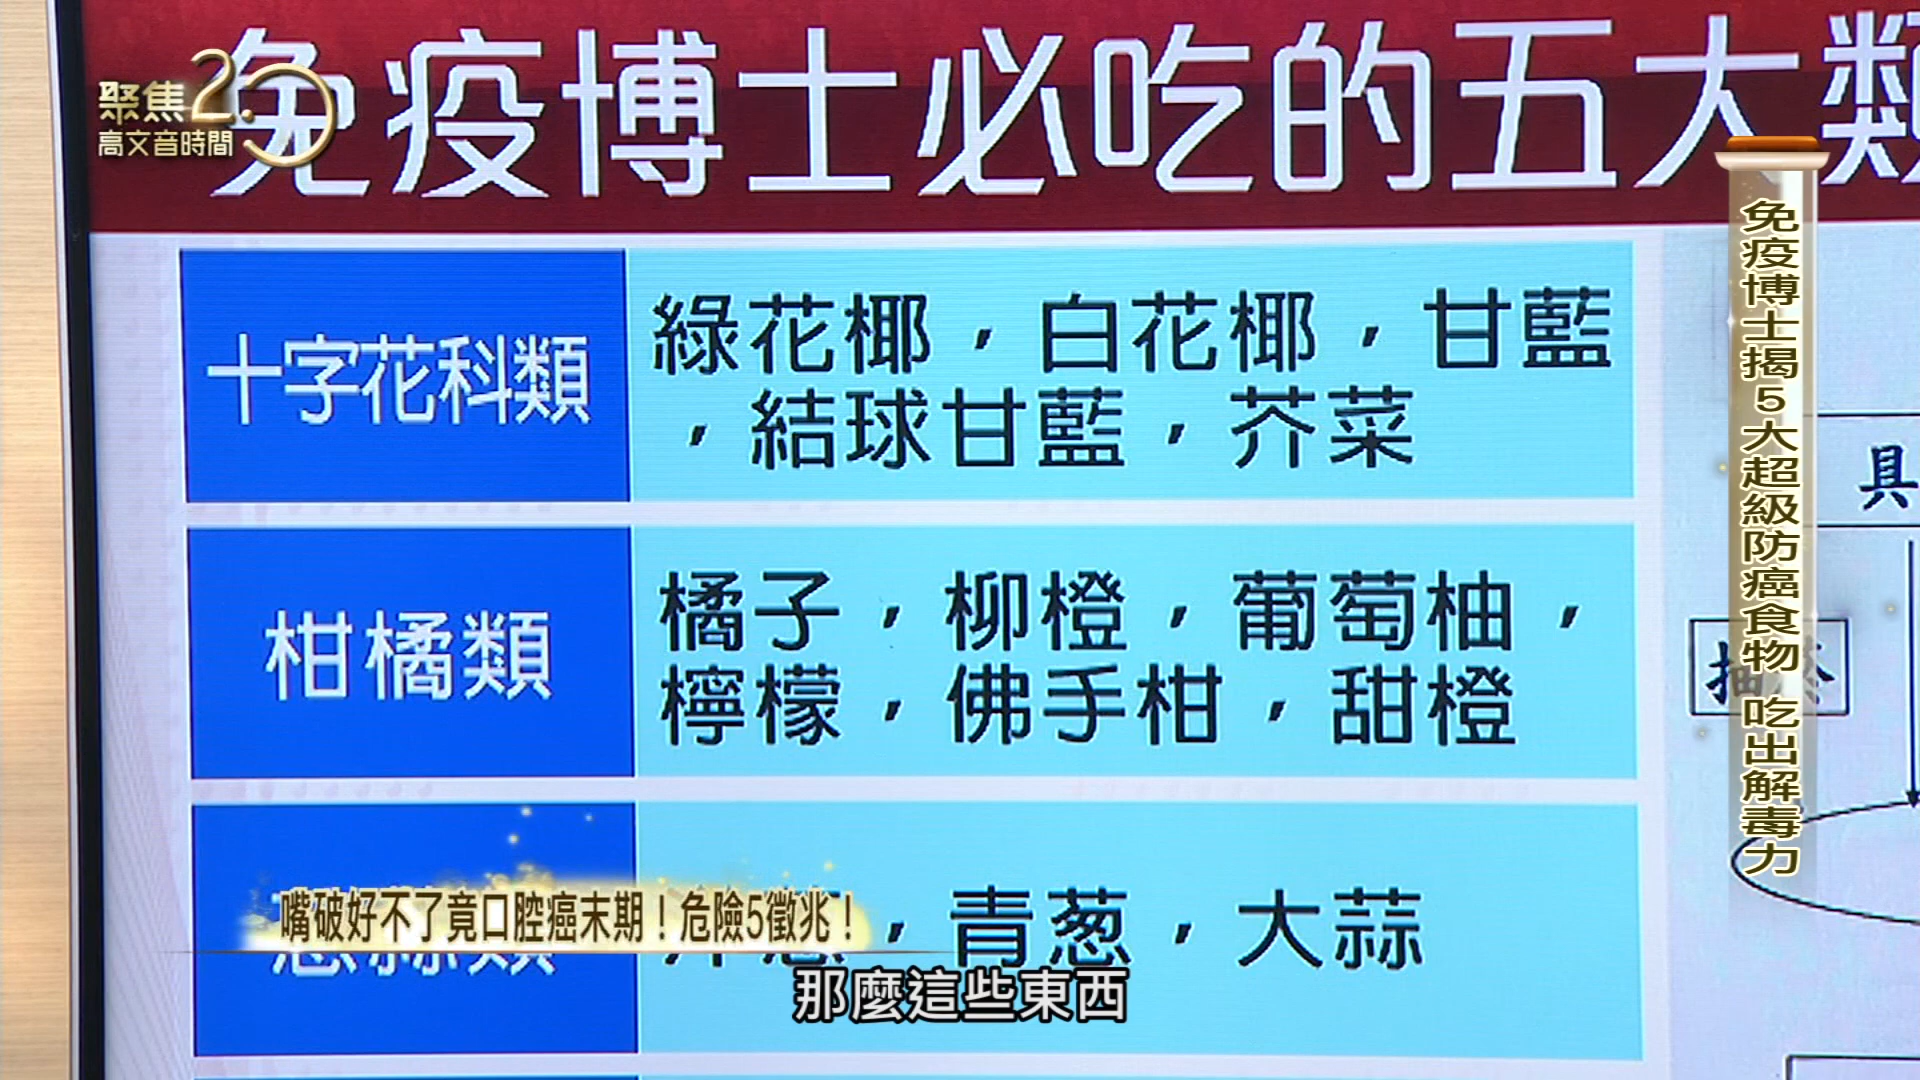 聚焦2.0
高文音時間
免疫博士必吃的五大類
十字花科類
綠花椰，白花椰，甘藍
，結球甘藍，芥菜
柑橘類
橘子，柳橙，葡萄柚，
檸檬，佛手柑，甜橙
蔥蒜類
洋蔥，青葱，大蒜
具
免疫博士揭5大超級防癌食物 吃出解毒力
嘴破好不了竟口腔癌末期！危險5徵兆！
那麼這些東西